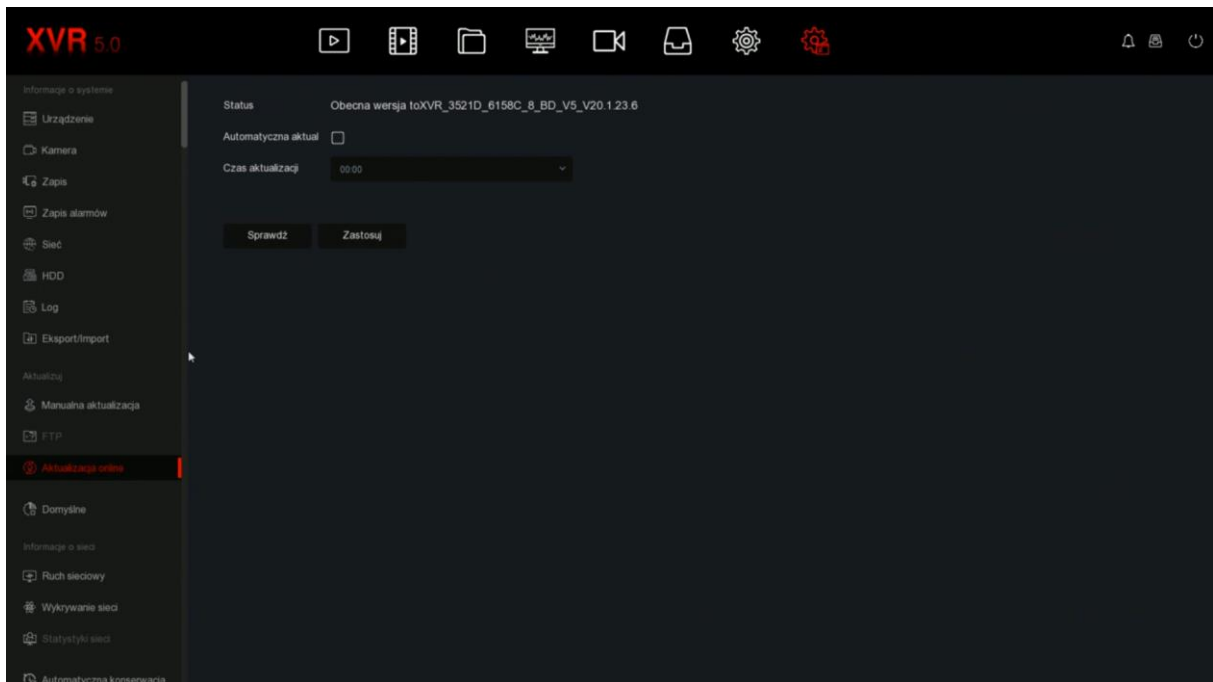 XVR 5.0
Informacje o systemie
Urządzenie
Kamera
Zapis
Zapis alarmów
Sieć
HDD
Log
Eksport/Import
Aktualizuj
Manualna aktualizacja
FTP
Aktualizacja online
Domyślne
Informacje o sieci
Ruch sieciowy
Wykrywanie sieci
Statystyki sieci
Automatyczna konserwacja
Status Obecna wersja toXVR_3521D_6158C_8_BD_V5_V20.1.23.6
Automatyczna aktual
Czas aktualizacji 00:00
Sprawdź Zastosuj